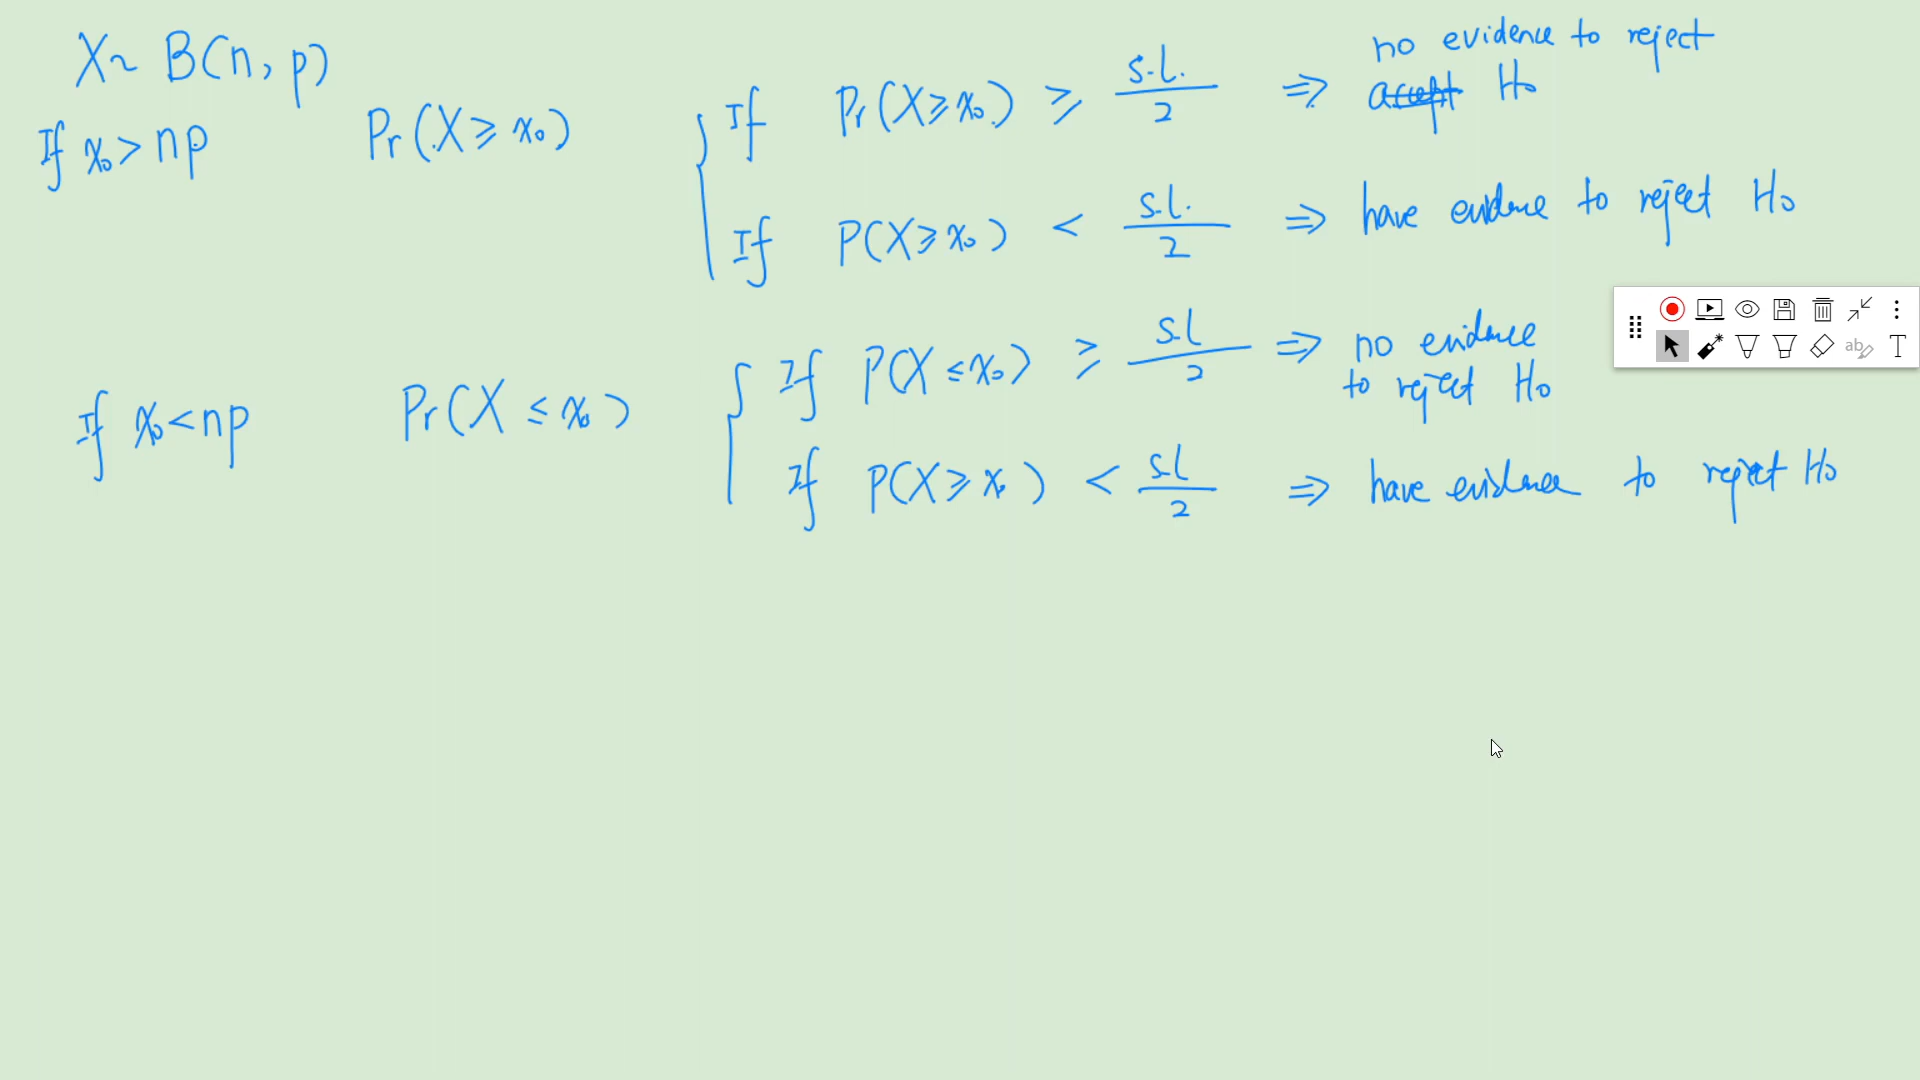 X ~ B(n, p)
If x₀ > np Pr(X ≥ x₀) { If Pr(X ≥ x₀) ≥ s.l./2 ⇒ no evidence to reject accept H₀
If P(X ≥ x₀) < s.l./2 ⇒ have evidence to reject H₀
If x₀ < np Pr(X ≤ x₀) { If P(X ≤ x₀) ≥ s.l/2 ⇒ no evidence
to reject H₀
If P(X ≥ x₀) < s.l/2 ⇒ have evidence to reject H₀
ab
T